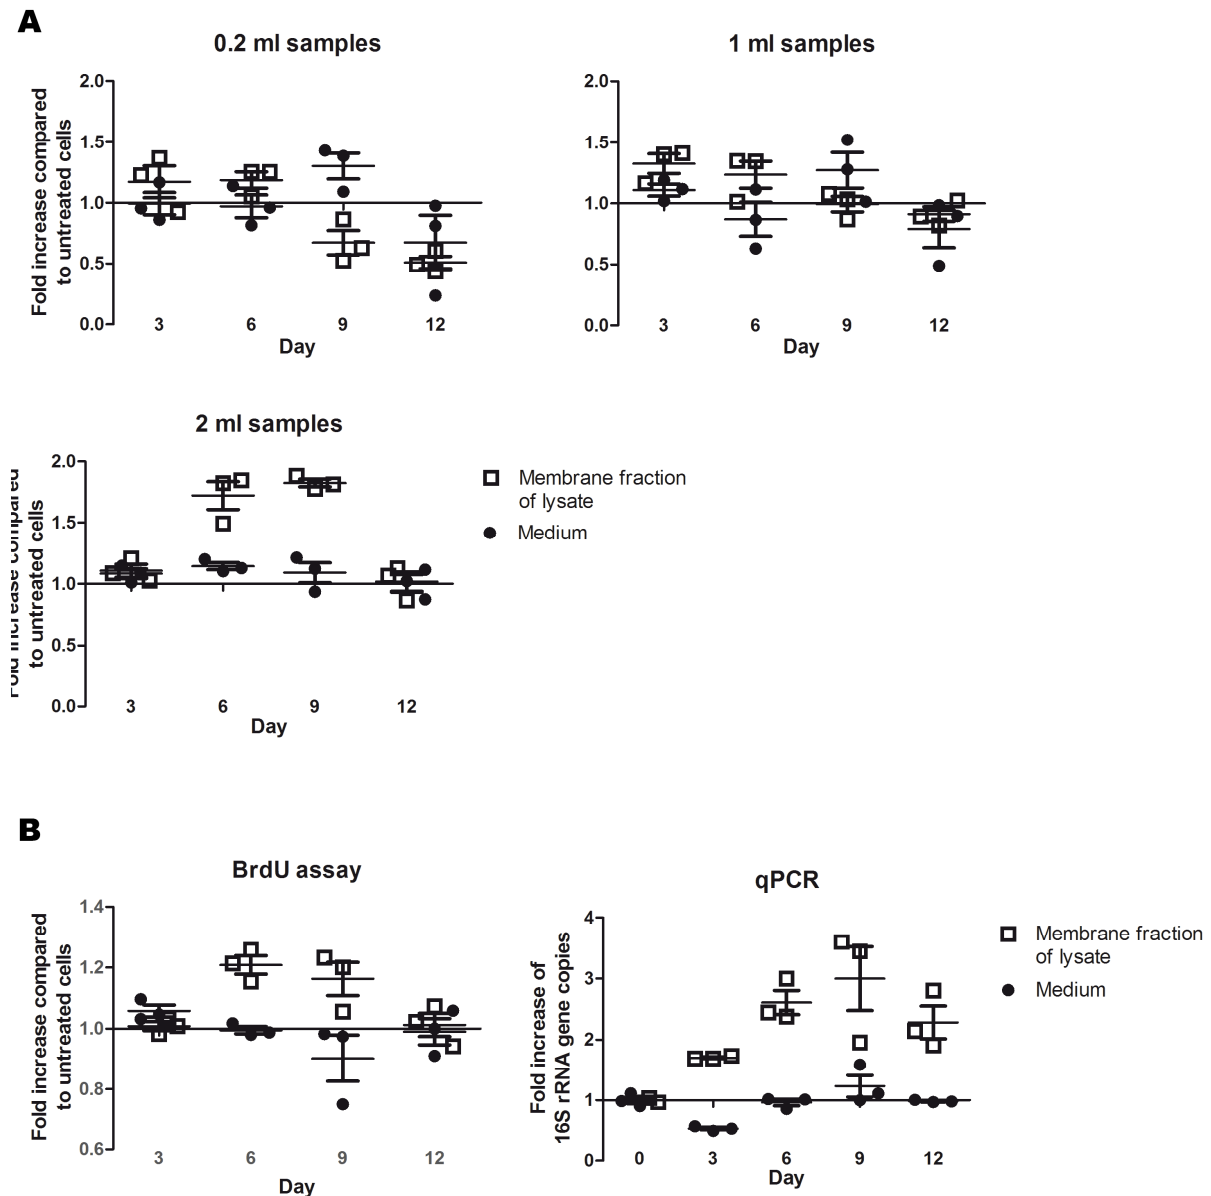 A
0.2 ml samples
Fold increase compared
to untreated cells
2.0
1.5
1.0
0.5
0.0
3 6 9 12
Day
1 ml samples
2.0
1.5
1.0
0.5
0.0
3 6 9 12
Day
2 ml samples
Fold increase compared
to untreated cells
2.0
1.5
1.0
0.5
0.0
3 6 9 12
Day
Membrane fraction
of lysate
Medium
B
BrdU assay
Fold increase compared
to untreated cells
1.4
1.2
1.0
0.8
0.6
3 6 9 12
Day
qPCR
Fold increase of
16S rRNA gene copies
4
3
2
1
0
0 3 6 9 12
Day
Membrane fraction
of lysate
Medium